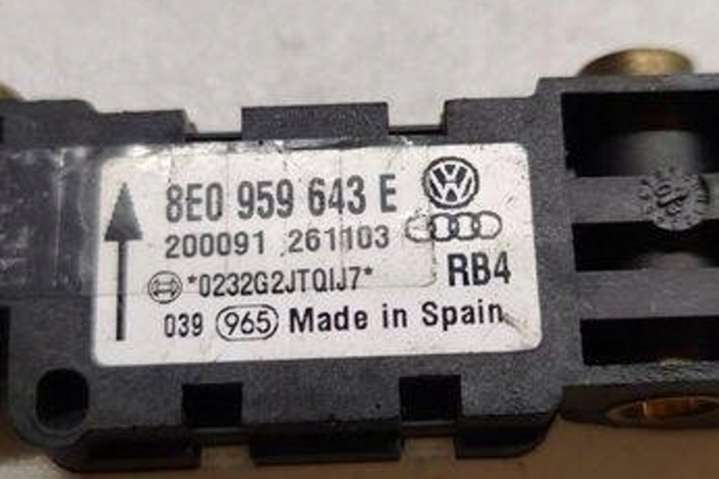 8E0 959 643 E
200091 261103
*0232G2JTQIJ7* RB4
039 965 Made in Spain